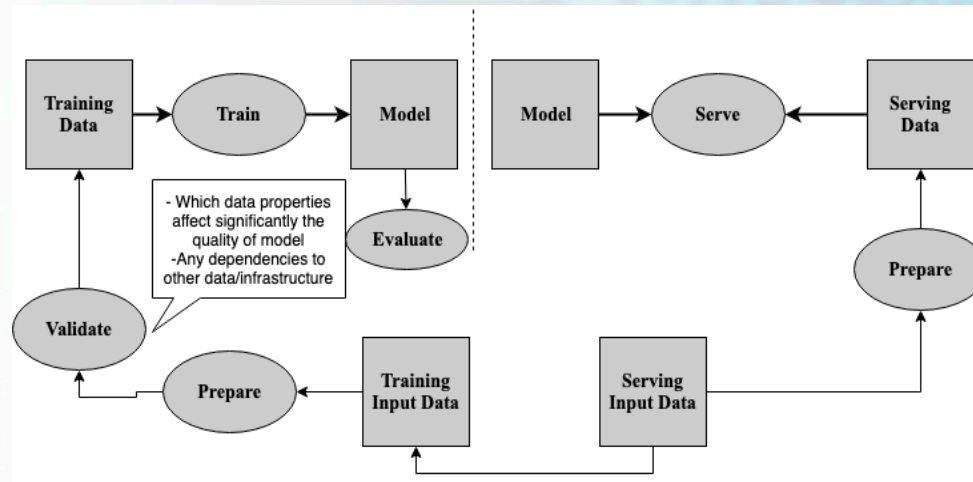 Training
Data
Train
Model
Model
Serve
Serving
Data
- Which data properties
affect significantly the
quality of model
-Any dependencies to
other data/infrastructure
Evaluate
Prepare
Validate
Prepare
Training
Input Data
Serving
Input Data